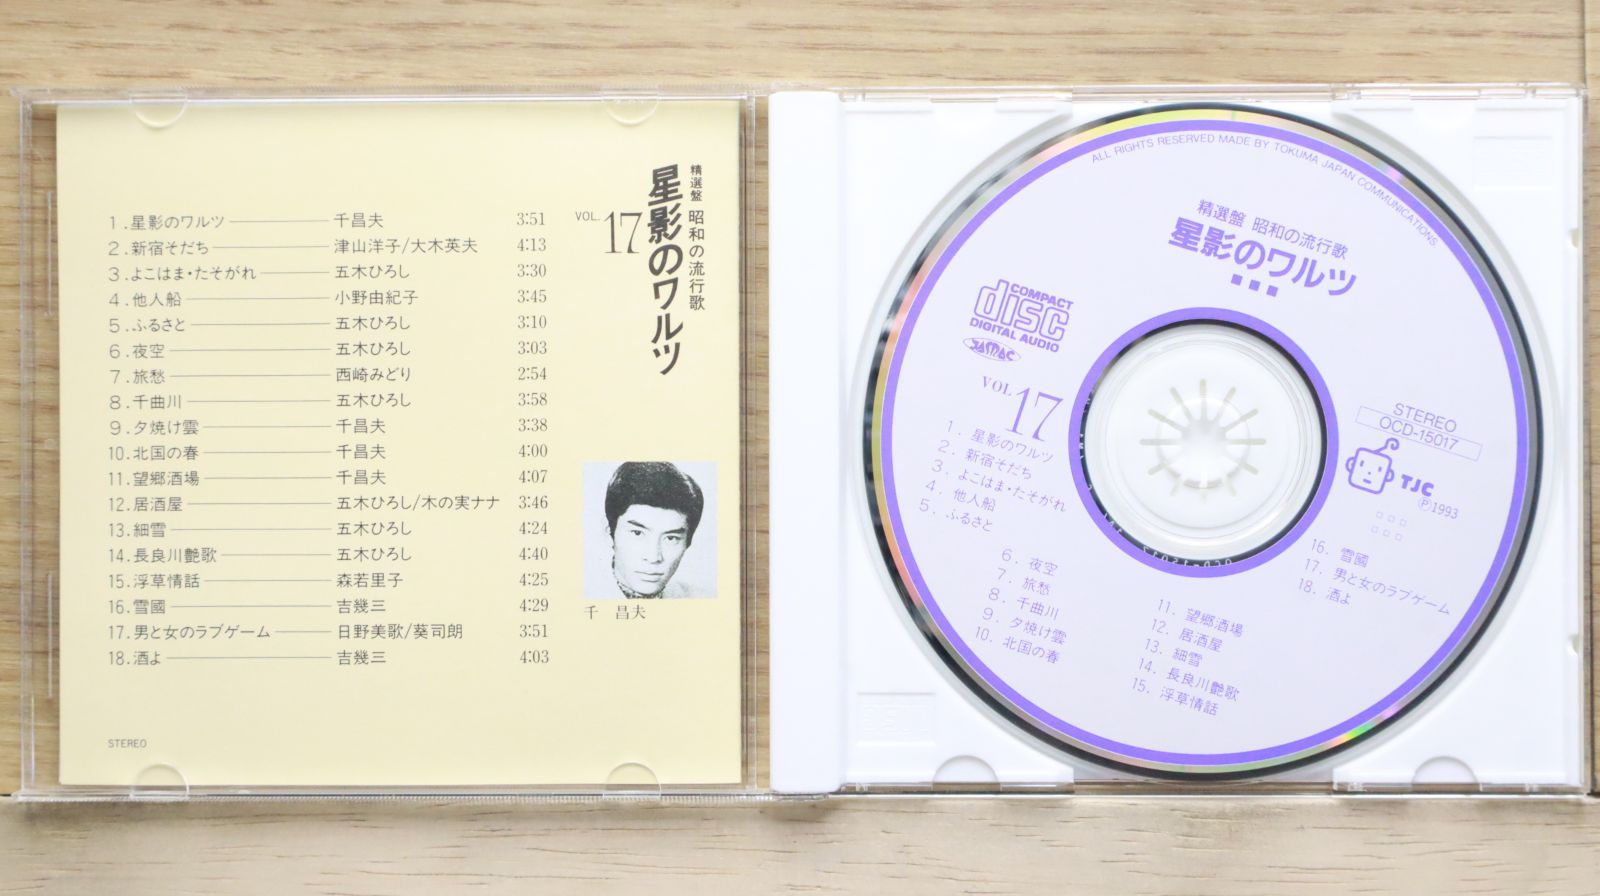 精選盤 昭和の流行歌
星影のワルツ
VOL. 17
1.星影のワルツ 千昌夫 3:51
2.新宿そだち 津山洋子/大木英夫 4:13
3.よこはま・たそがれ 五木ひろし 3:30
4.他人船 小野由紀子 3:45
5.ふるさと 五木ひろし 3:10
6.夜空 五木ひろし 3:03
7.旅愁 西崎みどり 2:54
8.千曲川 五木ひろし 3:58
9.夕焼け雲 千昌夫 3:38
10.北国の春 千昌夫 4:00
11.望郷酒場 千昌夫 4:07
12.居酒屋 五木ひろし/木の実ナナ 3:46
13.細雪 五木ひろし 4:24
14.長良川艶歌 五木ひろし 4:40
15.浮草情話 森若里子 4:25
16.雪國 吉幾三 4:29
17.男と女のラブゲーム 日野美歌/葵司朗 3:51
18.酒よ 吉幾三 4:03
千 昌夫
STEREO
ALL RIGHTS RESERVED MADE BY TOKUMA JAPAN COMMUNICATIONS
精選盤 昭和の流行歌
星影のワルツ
COMPACT
disc
DIGITAL AUDIO
JASRAC
VOL. 17
STEREO
OCD-15017
TJC
Ⓟ1993
1. 星影のワルツ
2. 新宿そだち
3. よこはま・たそがれ
4. 他人船
5. ふるさと
6. 夜空
7. 旅愁
8. 千曲川
9. 夕焼け雲
10. 北国の春
11. 望郷酒場
12. 居酒屋
13. 細雪
14. 長良川艶歌
15. 浮草情話
16. 雪國
17. 男と女のラブゲーム
18. 酒よ